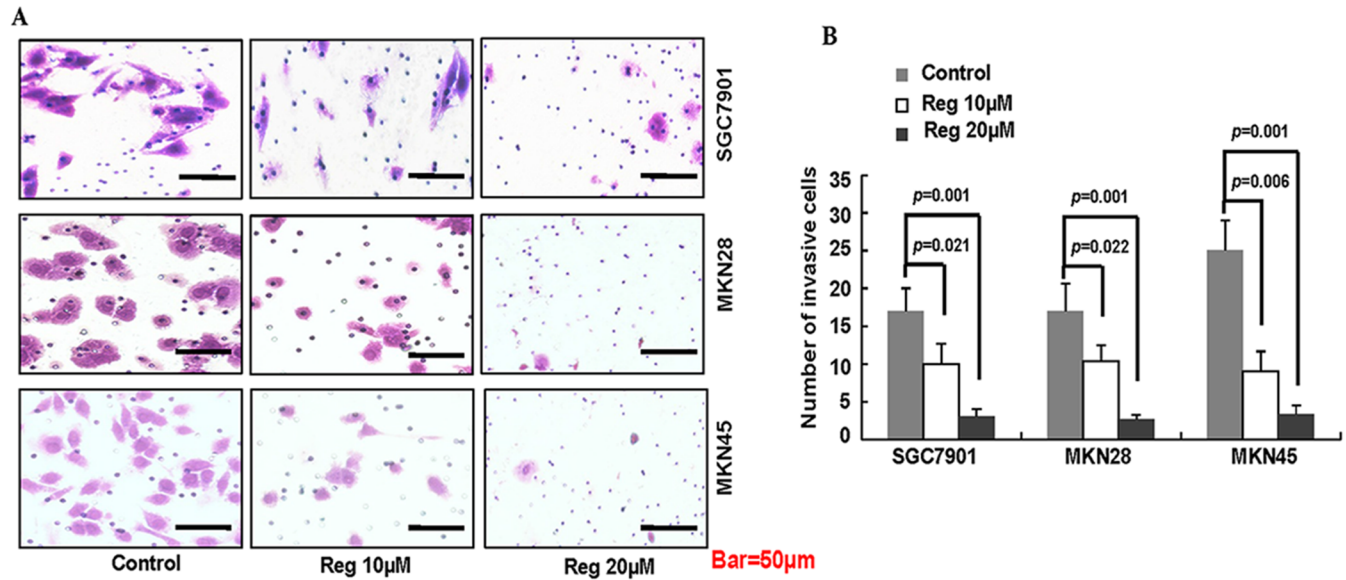 A
SGC7901
MKN28
MKN45
Control
Reg 10µM
Reg 20µM
Bar=50µm
B
Control
Reg 10µM
Reg 20µM
Number of invasive cells
35
30
25
20
15
10
5
0
p=0.001
p=0.021
p=0.001
p=0.022
p=0.001
p=0.006
SGC7901
MKN28
MKN45